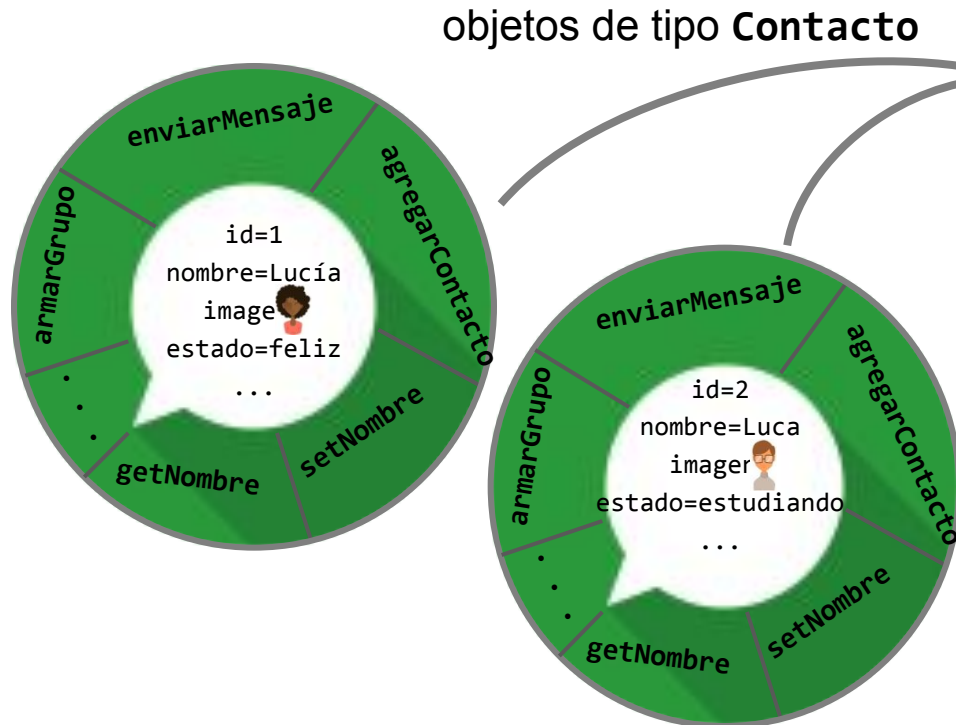 objetos de tipo Contacto
enviarMensaje
agregarContacto
armarGrupo
id=1
nombre=Lucía
image
estado=feliz
...
. . .
getNombre
setNombre
enviarMensaje
agregarContacto
armarGrupo
id=2
nombre=Luca
imagen
estado=estudiando
...
. . .
getNombre
setNombre